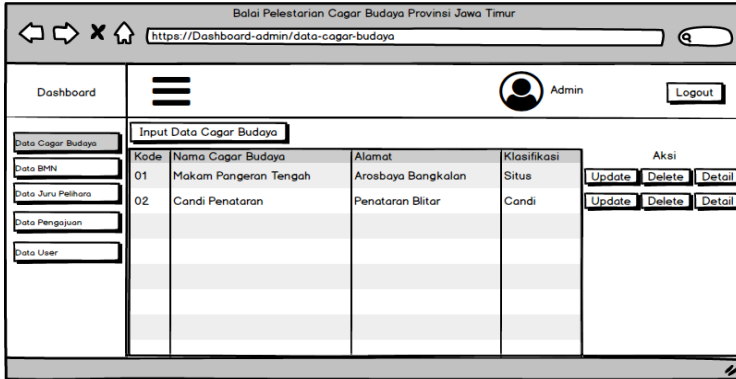 Balai Pelestarian Cagar Budaya Provinsi Jawa Timur
https://Dashboard-admin/data-cagar-budaya
Dashboard
Admin
Logout
Data Cagar Budaya
Data BMN
Data Juru Pelihara
Data Pengajuan
Data User
Input Data Cagar Budaya
Kode Nama Cagar Budaya Alamat Klasifikasi Aksi
01 Makam Pangeran Tengah Arosbaya Bangkalan Situs Update Delete Detail
02 Candi Penataran Penataran Blitar Candi Update Delete Detail